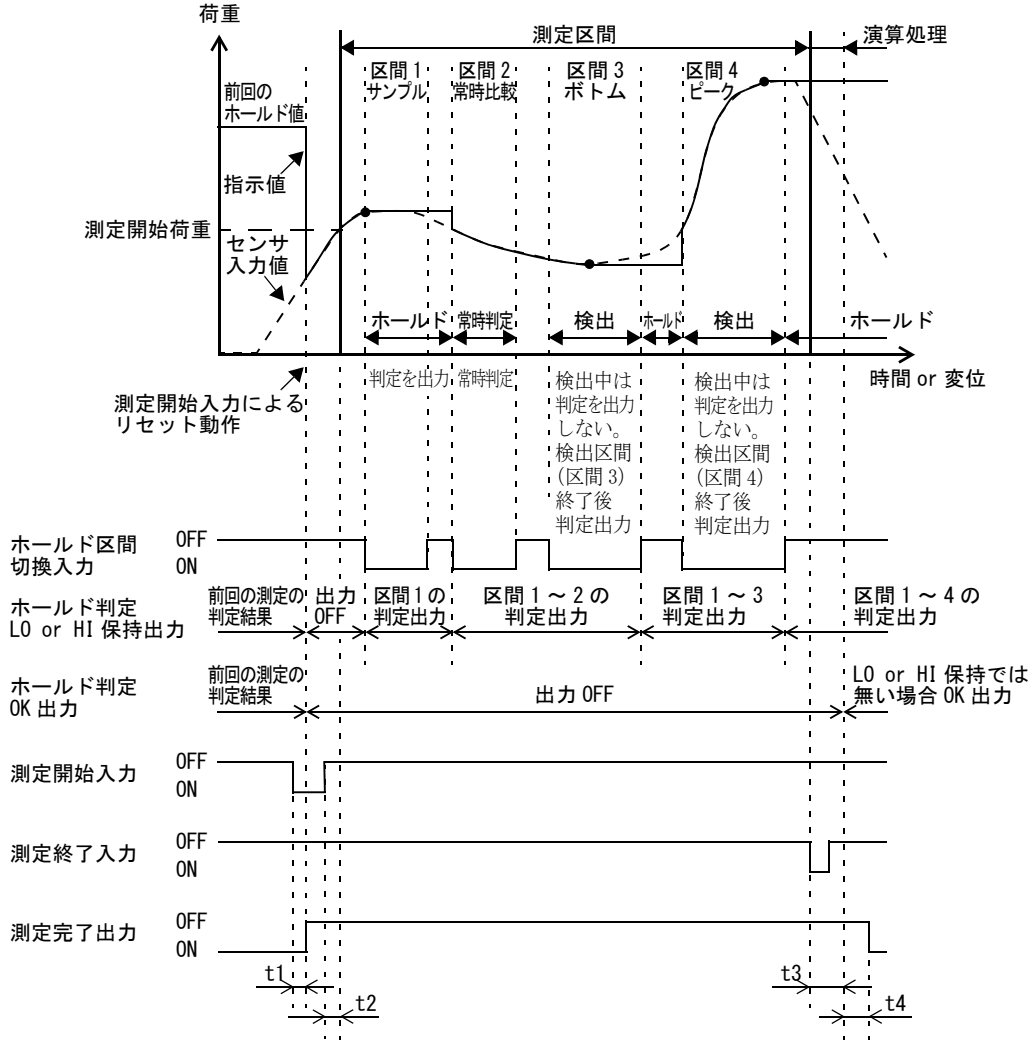 荷重
測定区間
演算処理
区間 1
サンプル
区間 2
常時比較
区間 3
ボトム
区間 4
ピーク
前回の
ホールド値
指示値
測定開始荷重
センサ
入力値
ホールド
常時判定
検出
ホールド
検出
ホールド
時間 or 変位
測定開始入力による
リセット動作
判定を出力
常時判定
検出中は
判定を出力
しない。
検出区間
(区間 3)
終了後
判定出力
検出中は
判定を出力
しない。
検出区間
(区間 4)
終了後
判定出力
ホールド区間
切換入力
OFF
ON
ホールド判定
LO or HI 保持出力
前回の測定の
判定結果
出力
OFF
区間 1 の
判定出力
区間 1 ~ 2 の
判定出力
区間 1 ~ 3
判定出力
区間 1 ~ 4 の
判定出力
ホールド判定
OK 出力
前回の測定の
判定結果
出力 OFF
LO or HI 保持では
無い場合 OK 出力
測定開始入力
OFF
ON
測定終了入力
OFF
ON
測定完了出力
OFF
ON
t1
t2
t3
t4